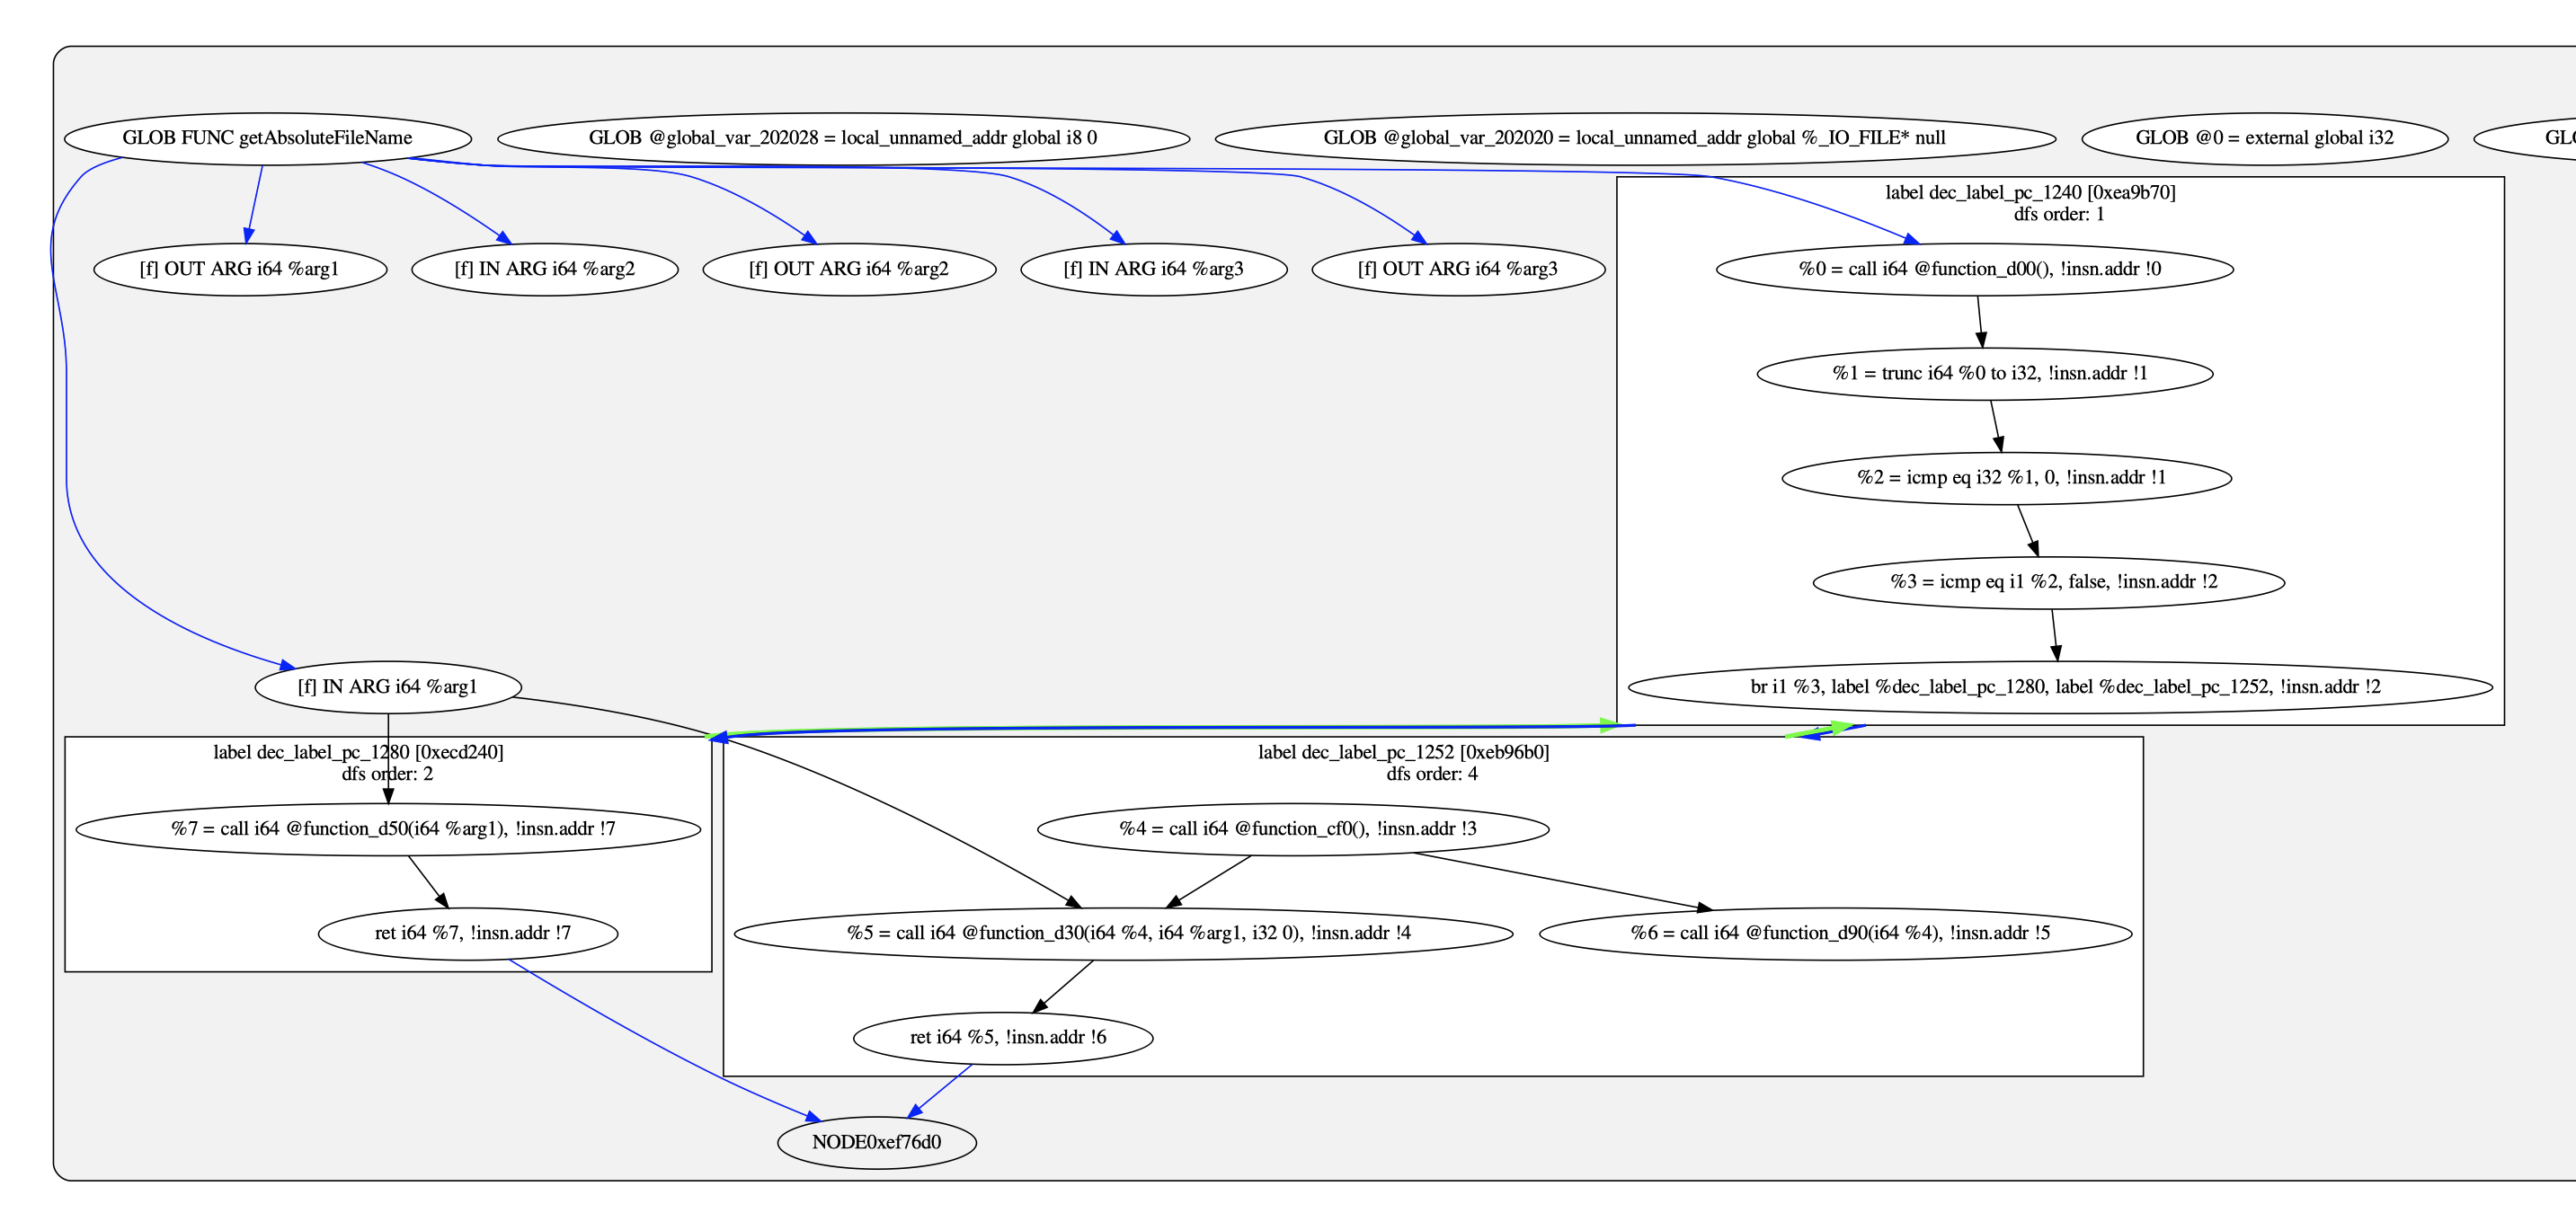 GLOB FUNC getAbsoluteFileName
GLOB @global_var_202028 = local_unnamed_addr global i8 0
GLOB @global_var_202020 = local_unnamed_addr global %_IO_FILE* null
GLOB @0 = external global i32
label dec_label_pc_1240 [0xea9b70]
dfs order: 1
[f] OUT ARG i64 %arg1
[f] IN ARG i64 %arg2
[f] OUT ARG i64 %arg2
[f] IN ARG i64 %arg3
[f] OUT ARG i64 %arg3
%0 = call i64 @function_d00(), !insn.addr !0
%1 = trunc i64 %0 to i32, !insn.addr !1
%2 = icmp eq i32 %1, 0, !insn.addr !1
%3 = icmp eq i1 %2, false, !insn.addr !2
[f] IN ARG i64 %arg1
br i1 %3, label %dec_label_pc_1280, label %dec_label_pc_1252, !insn.addr !2
label dec_label_pc_1280 [0xecd240]
dfs order: 2
label dec_label_pc_1252 [0xeb96b0]
dfs order: 4
%7 = call i64 @function_d50(i64 %arg1), !insn.addr !7
%4 = call i64 @function_cf0(), !insn.addr !3
ret i64 %7, !insn.addr !7
%5 = call i64 @function_d30(i64 %4, i64 %arg1, i32 0), !insn.addr !4
%6 = call i64 @function_d90(i64 %4), !insn.addr !5
ret i64 %5, !insn.addr !6
NODE0xef76d0